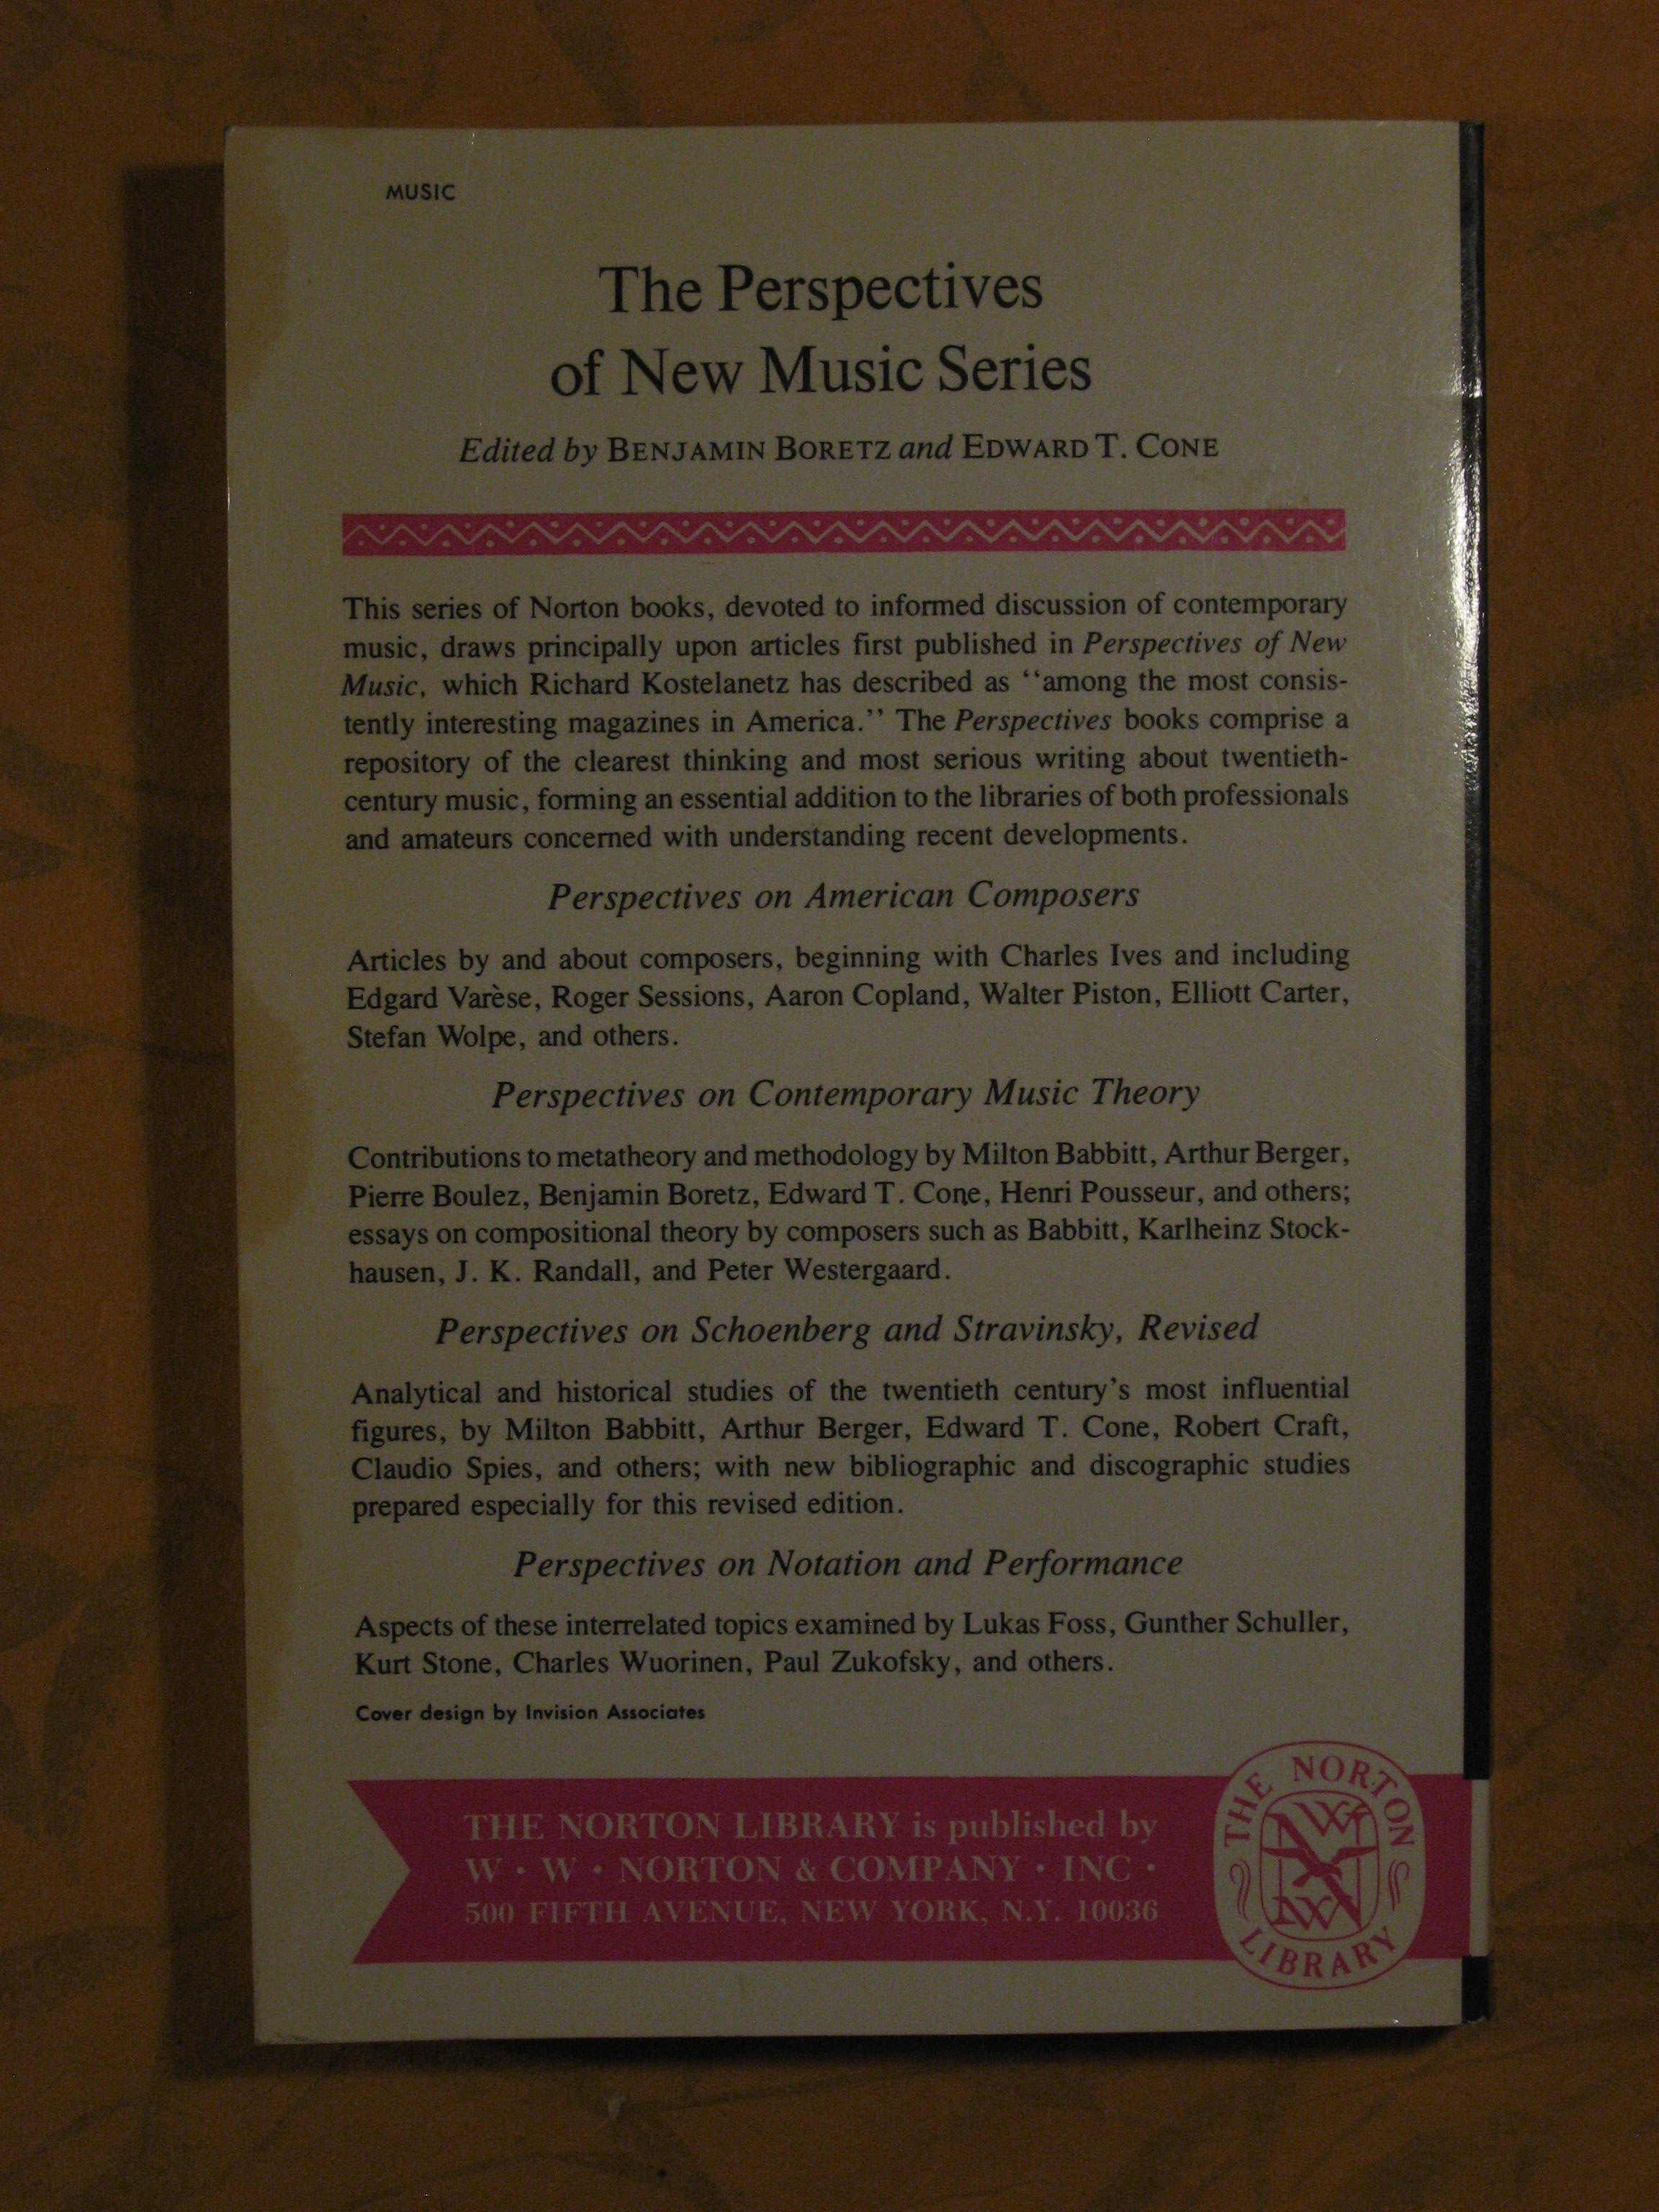 MUSIC
The Perspectives
of New Music Series
Edited by BENJAMIN BORETZ and EDWARD T. CONE
This series of Norton books, devoted to informed discussion of contemporary
music, draws principally upon articles first published in Perspectives of New
Music, which Richard Kostelanetz has described as ‘‘among the most consis-
tently interesting magazines in America.’’ The Perspectives books comprise a
repository of the clearest thinking and most serious writing about twentieth-
century music, forming an essential addition to the libraries of both professionals
and amateurs concerned with understanding recent developments.
Perspectives on American Composers
Articles by and about composers, beginning with Charles Ives and including
Edgard Varèse, Roger Sessions, Aaron Copland, Walter Piston, Elliott Carter,
Stefan Wolpe, and others.
Perspectives on Contemporary Music Theory
Contributions to metatheory and methodology by Milton Babbitt, Arthur Berger,
Pierre Boulez, Benjamin Boretz, Edward T. Cone, Henri Pousseur, and others;
essays on compositional theory by composers such as Babbitt, Karlheinz Stock-
hausen, J. K. Randall, and Peter Westergaard.
Perspectives on Schoenberg and Stravinsky, Revised
Analytical and historical studies of the twentieth century’s most influential
figures, by Milton Babbitt, Arthur Berger, Edward T. Cone, Robert Craft,
Claudio Spies, and others; with new bibliographic and discographic studies
prepared especially for this revised edition.
Perspectives on Notation and Performance
Aspects of these interrelated topics examined by Lukas Foss, Gunther Schuller,
Kurt Stone, Charles Wuorinen, Paul Zukofsky, and others.
Cover design by Invision Associates
THE NORTON LIBRARY is published by
W · W · NORTON & COMPANY · INC ·
500 FIFTH AVENUE, NEW YORK, N.Y. 10036
THE NORTON
WW
N
W
LIBRARY